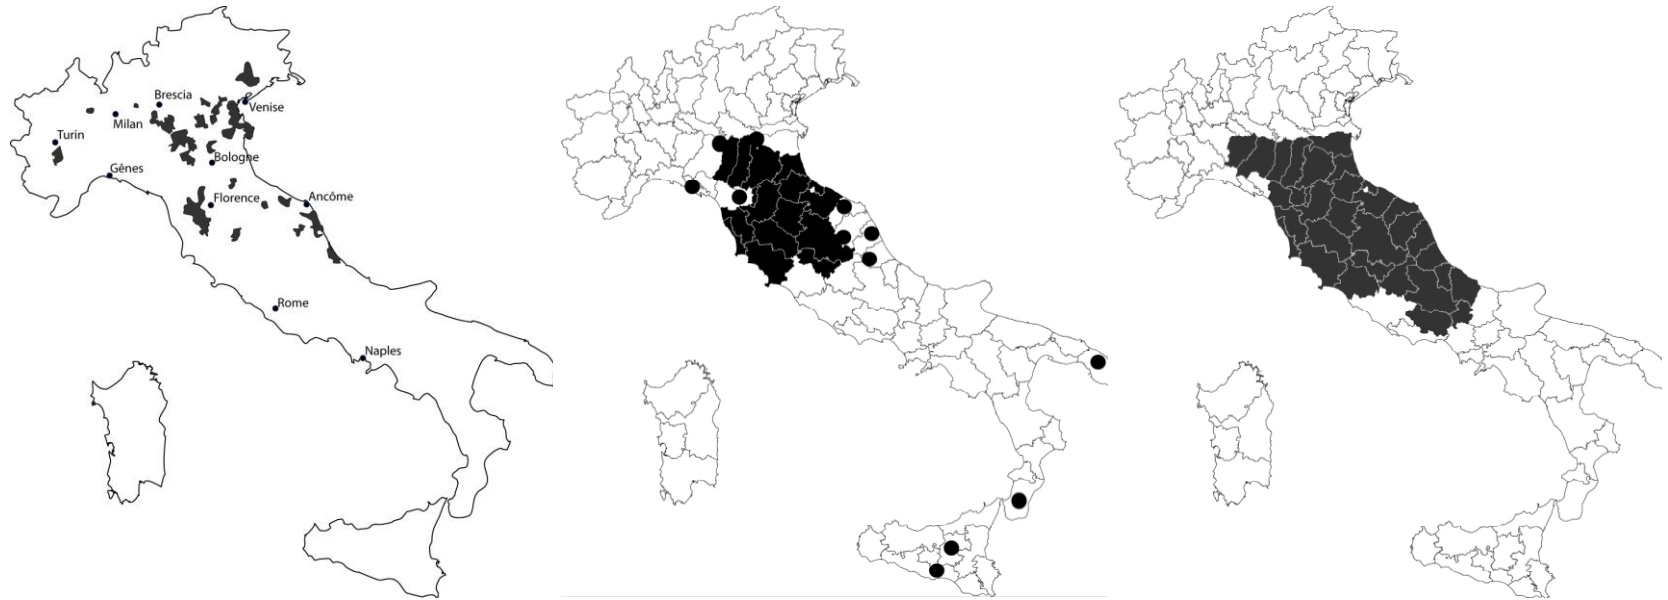 Brescia
Venise
Milan
Turin
Bologne
Gênes
Florence
Ancôme
Rome
Naples